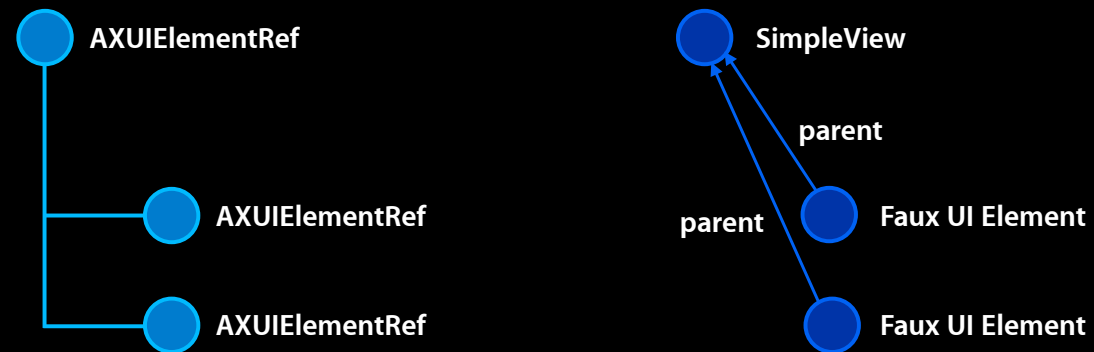 AXUIElementRef
SimpleView
parent
AXUIElementRef
parent
Faux UI Element
AXUIElementRef
Faux UI Element